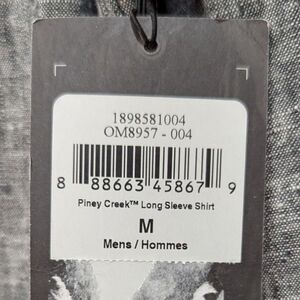 1898581004
OM8957 - 004
8 88663 45867 9
Piney Creek™ Long Sleeve Shirt
M
Mens / Hommes